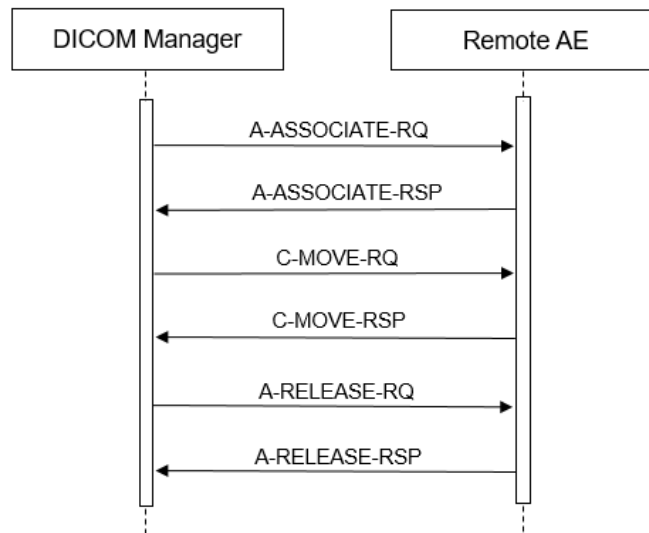 DICOM Manager
Remote AE
A-ASSOCIATE-RQ
A-ASSOCIATE-RSP
C-MOVE-RQ
C-MOVE-RSP
A-RELEASE-RQ
A-RELEASE-RSP